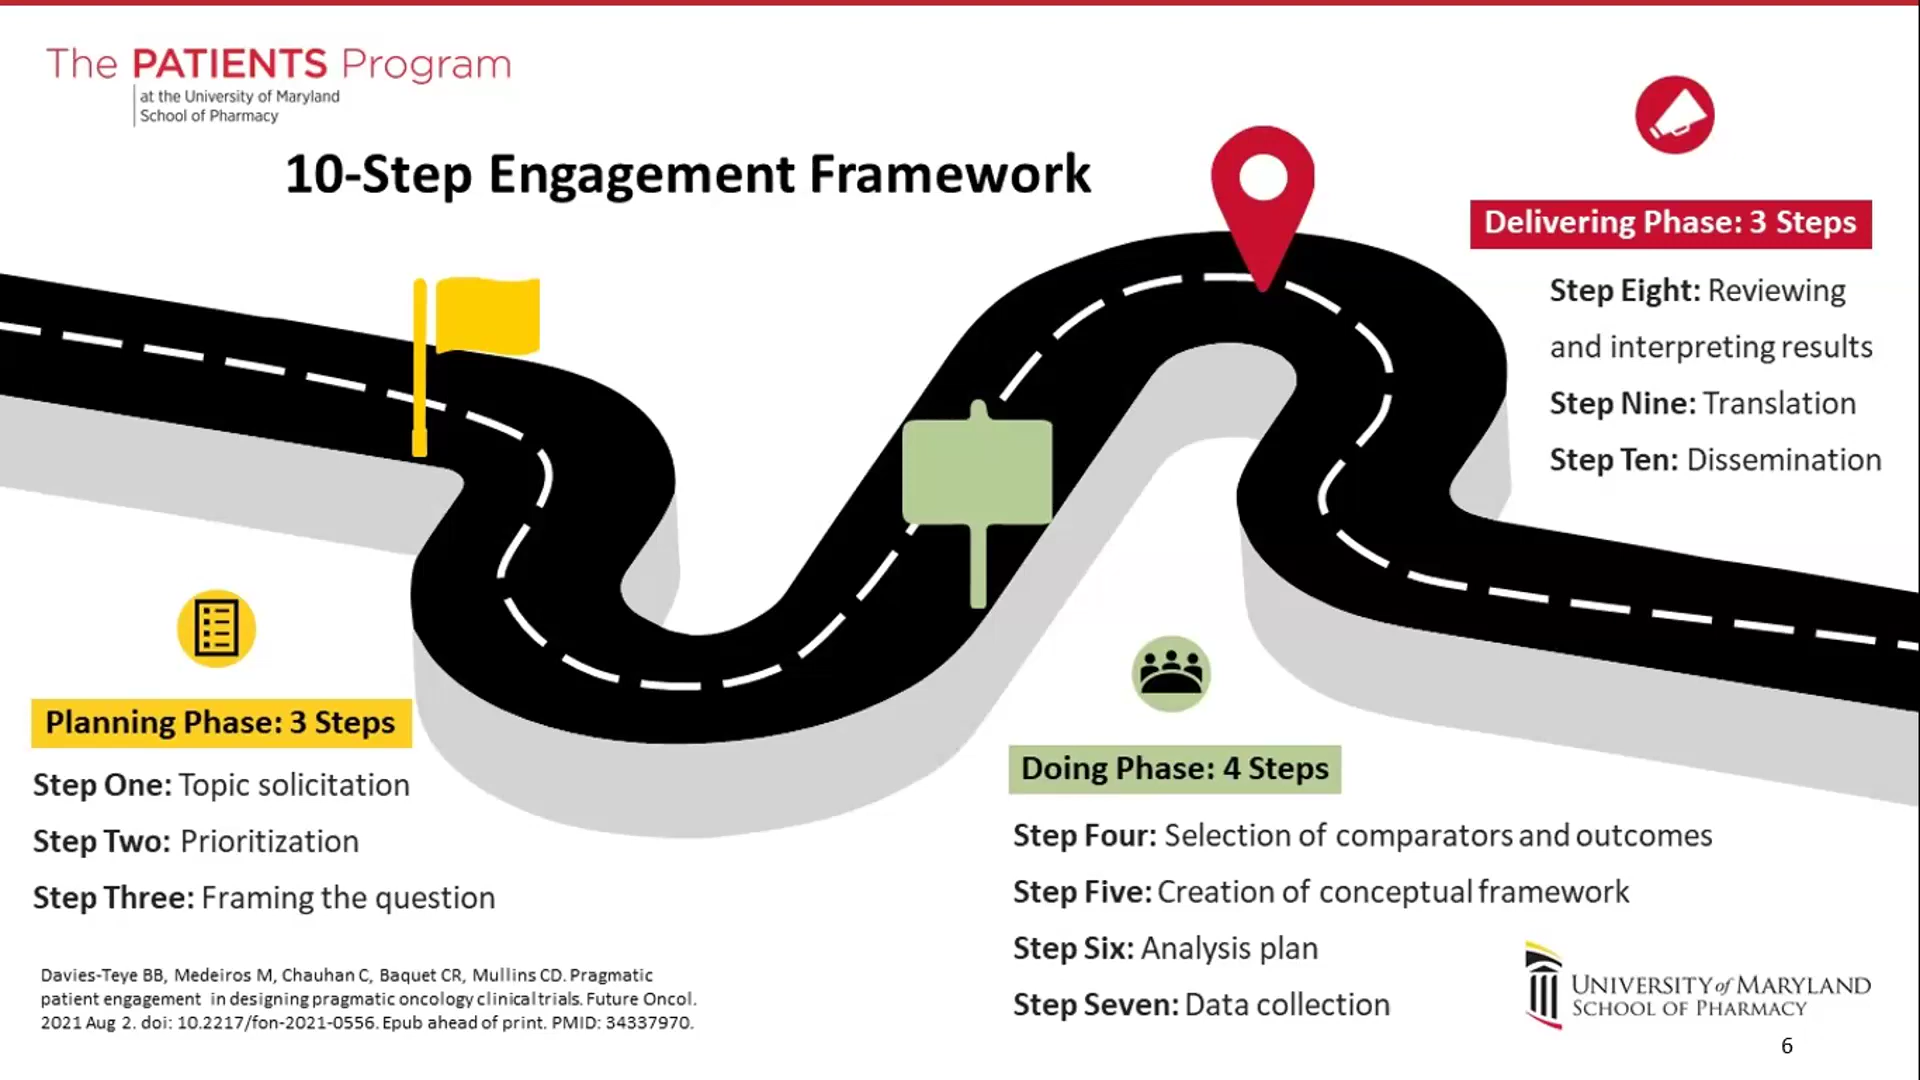 The PATIENTS Program
at the University of Maryland
School of Pharmacy
10-Step Engagement Framework
Delivering Phase: 3 Steps
Step Eight: Reviewing
and interpreting results
Step Nine: Translation
Step Ten: Dissemination
Planning Phase: 3 Steps
Step One: Topic solicitation
Step Two: Prioritization
Step Three: Framing the question
Doing Phase: 4 Steps
Step Four: Selection of comparators and outcomes
Step Five: Creation of conceptual framework
Step Six: Analysis plan
Step Seven: Data collection
Davies-Teye BB, Medeiros M, Chauhan C, Baquet CR, Mullins CD. Pragmatic
patient engagement in designing pragmatic oncology clinical trials. Future Oncol.
2021 Aug 2. doi: 10.2217/fon-2021-0556. Epub ahead of print. PMID: 34337970.
UNIVERSITY of MARYLAND
SCHOOL OF PHARMACY
6